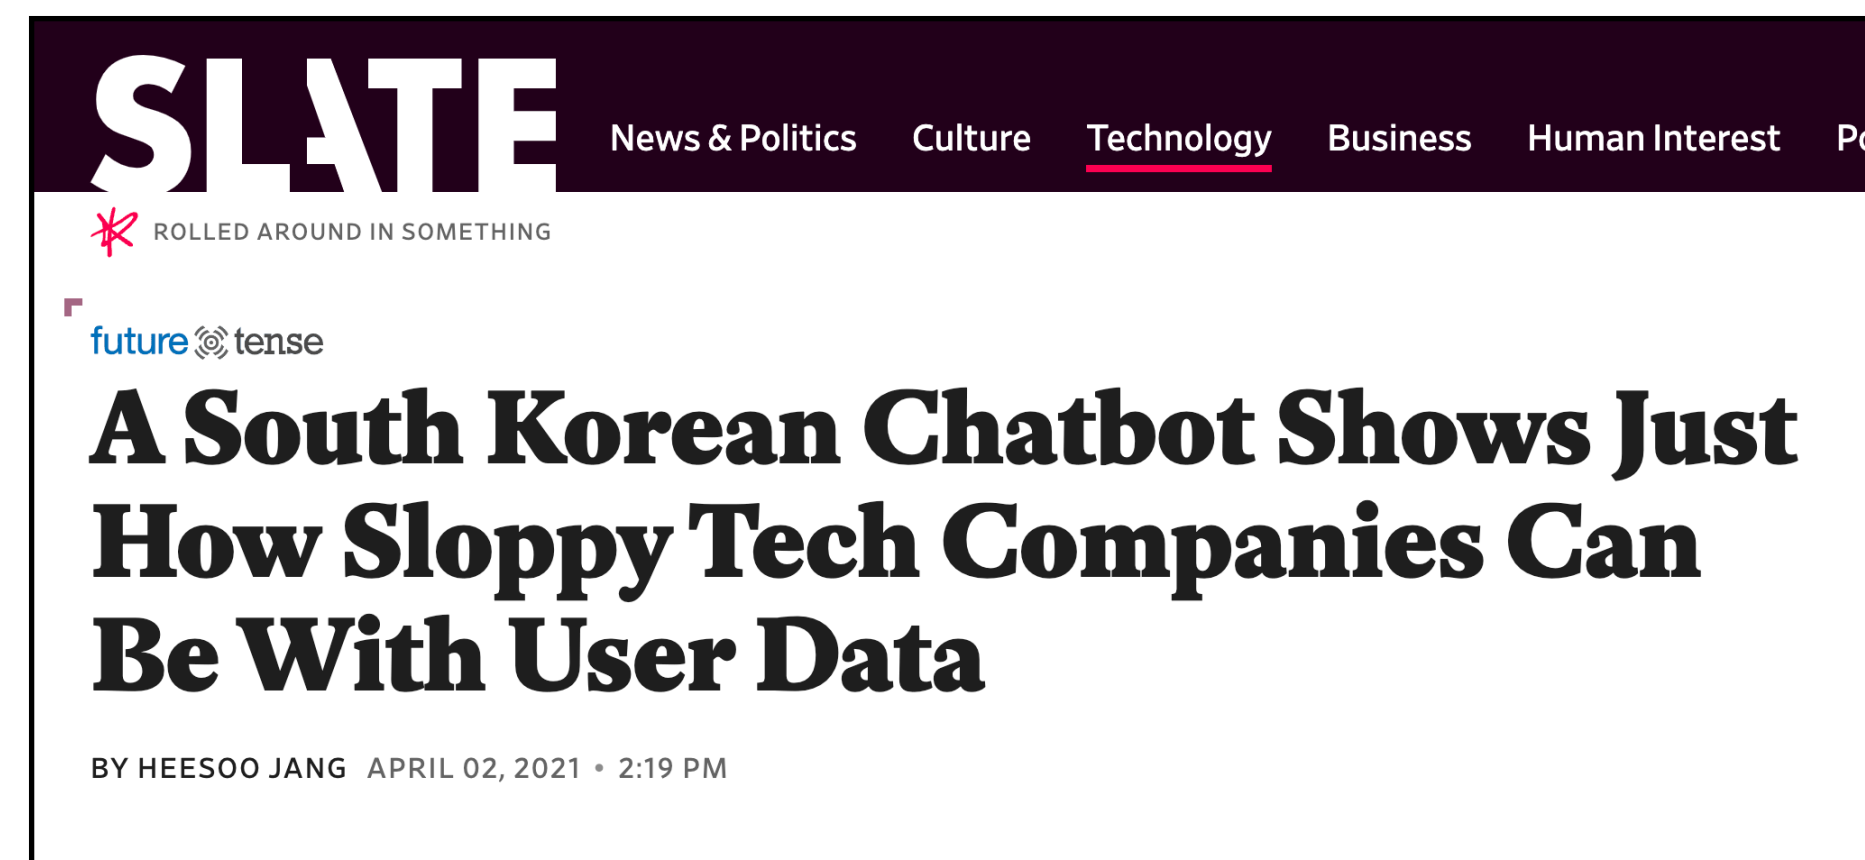 SLATE
News & Politics Culture Technology Business Human Interest
ROLLED AROUND IN SOMETHING
future tense
A South Korean Chatbot Shows Just
How Sloppy Tech Companies Can
Be With User Data
BY HEESOO JANG APRIL 02, 2021 • 2:19 PM